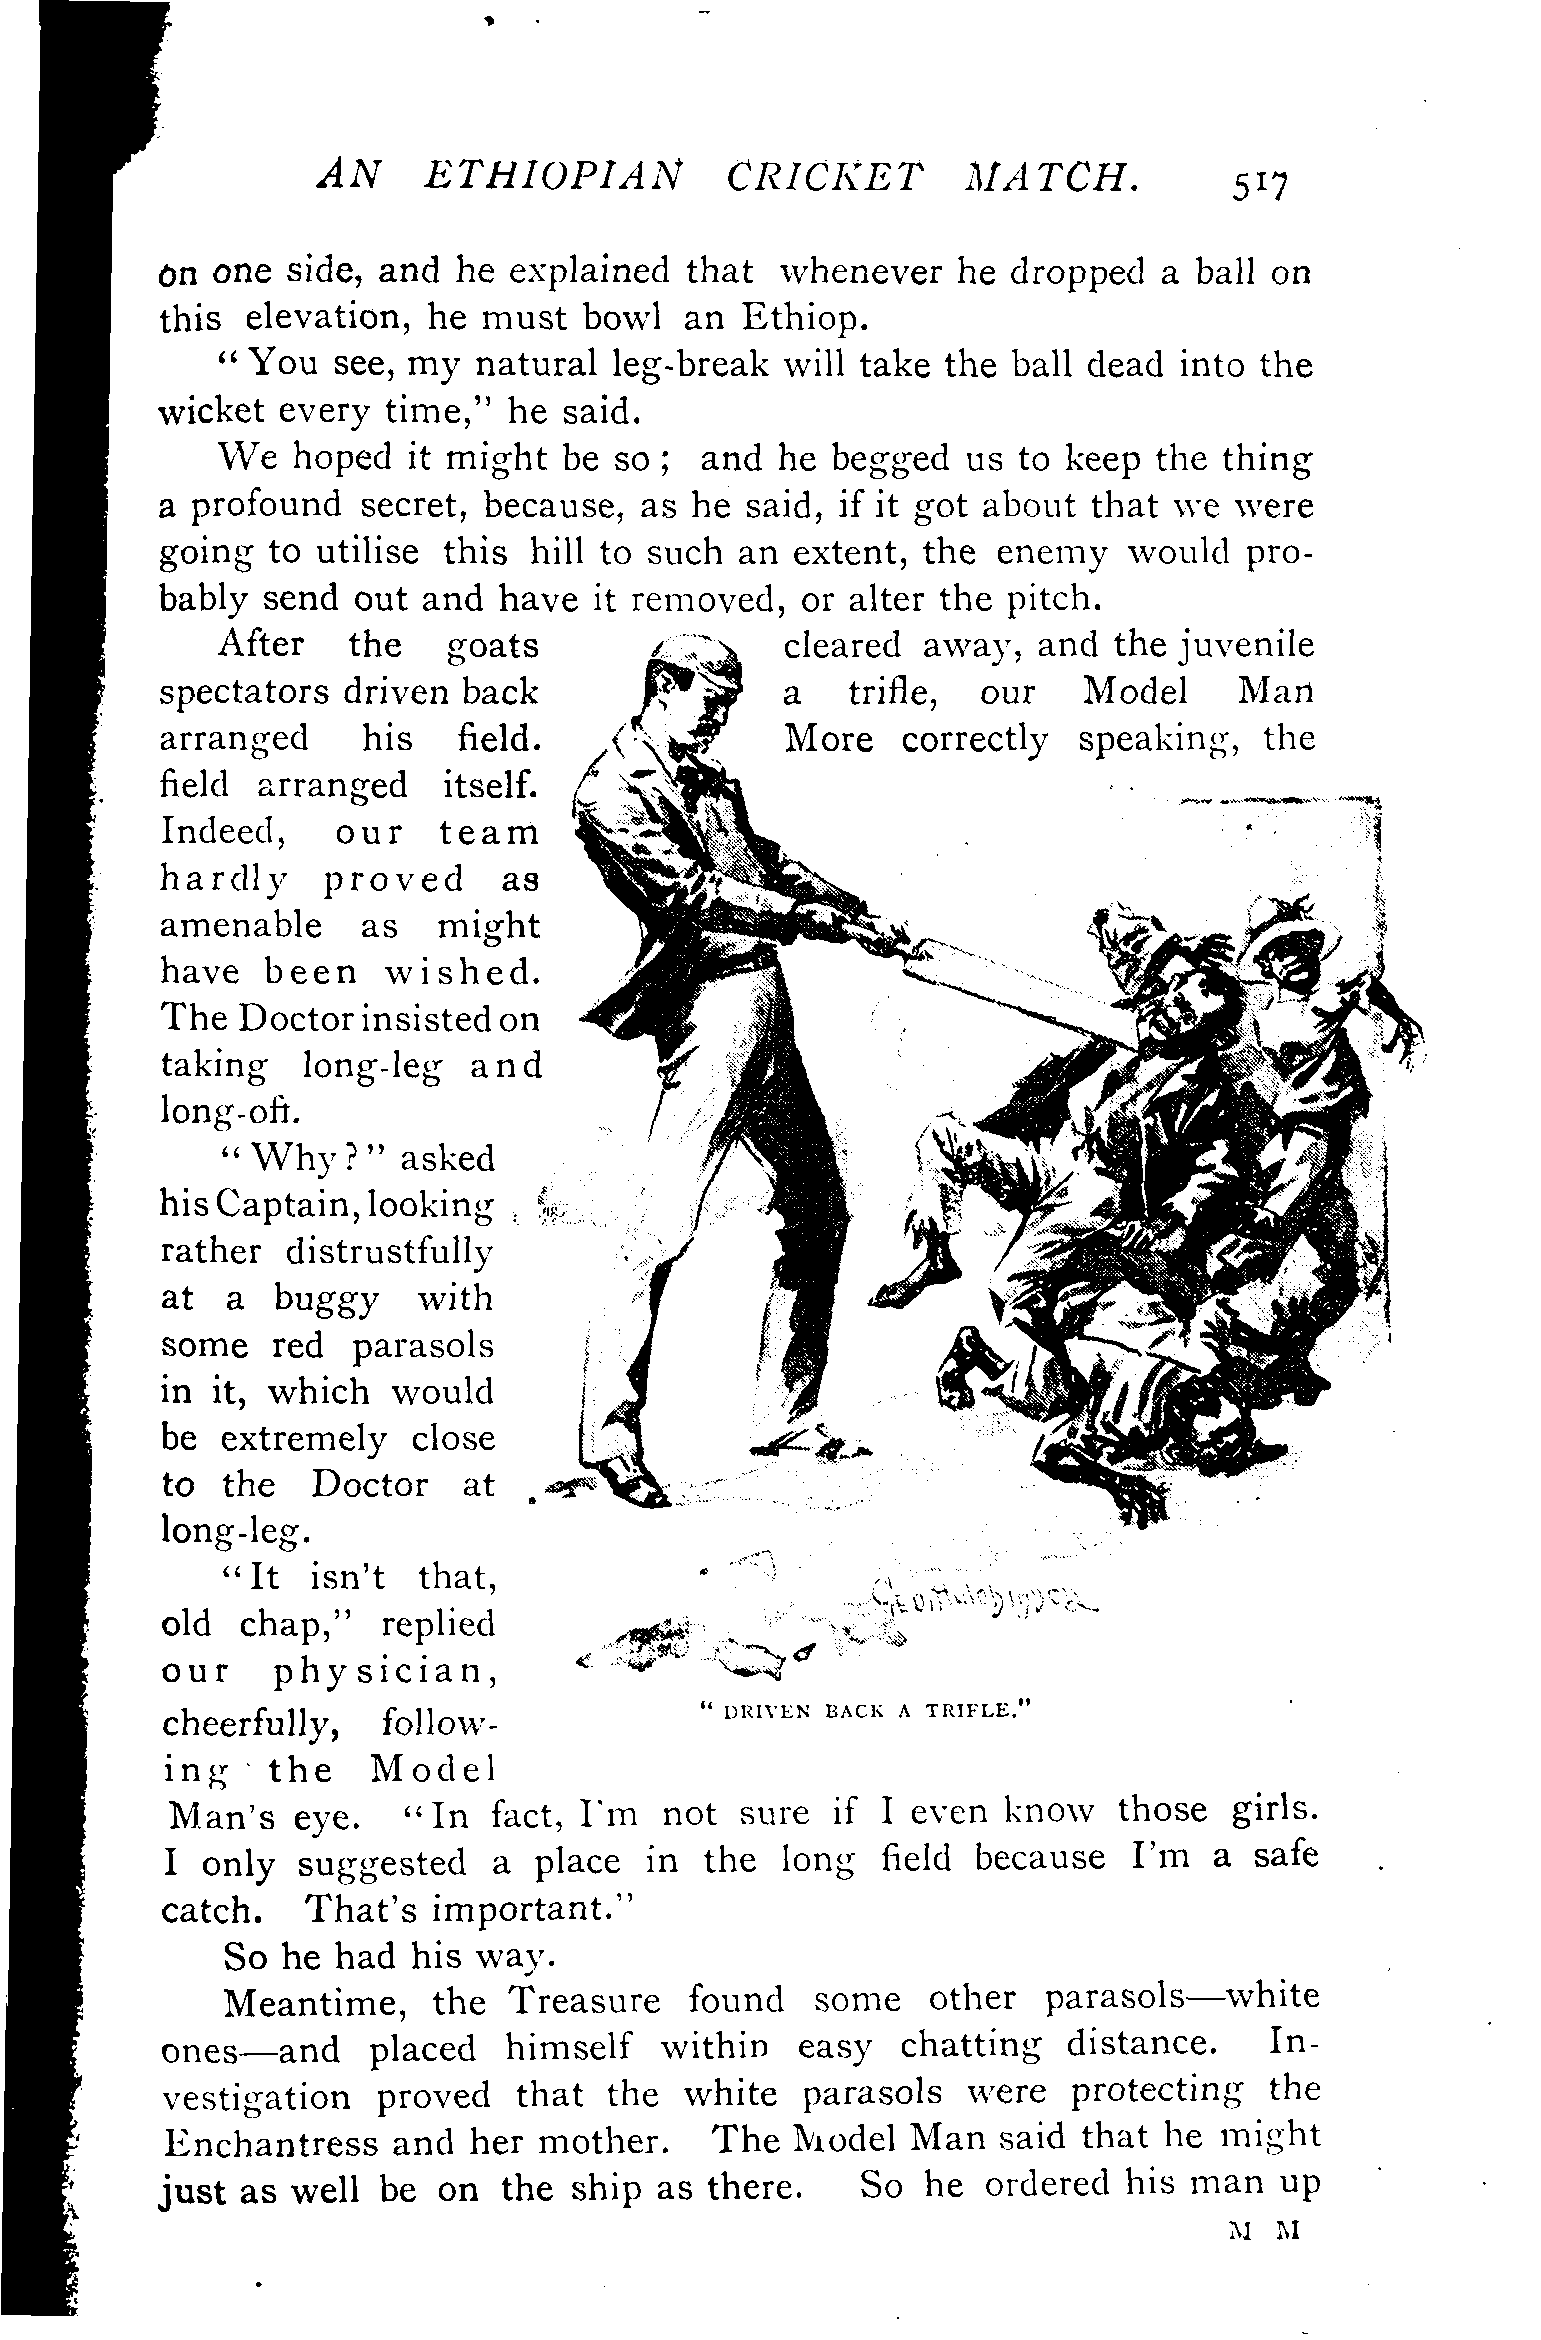 AN ETHIOPIAN CRICKET MATCH. 517
on one side, and he explained that whenever he dropped a ball on
this elevation, he must bowl an Ethiop.
“You see, my natural leg-break will take the ball dead into the
wicket every time,” he said.
We hoped it might be so; and he begged us to keep the thing
a profound secret, because, as he said, if it got about that we were
going to utilise this hill to such an extent, the enemy would pro-
bably send out and have it removed, or alter the pitch.
After the goats cleared away, and the juvenile
spectators driven back a trifle, our Model Man
arranged his field. More correctly speaking, the
field arranged itself.
Indeed, our team
hardly proved as
amenable as might
have been wished.
The Doctor insisted on
taking long-leg and
long-off.
“Why?” asked
his Captain, looking
rather distrustfully
at a buggy with
some red parasols
in it, which would
be extremely close
to the Doctor at
long-leg.
“It isn't that,
old chap,” replied
our physician,
cheerfully, follow-
ing the Model
“DRIVEN BACK A TRIFLE.”
Man's eye. “In fact, I'm not sure if I even know those girls.
I only suggested a place in the long field because I'm a safe
catch. That's important.”
So he had his way.
Meantime, the Treasure found some other parasols—white
ones—and placed himself within easy chatting distance. In-
vestigation proved that the white parasols were protecting the
Enchantress and her mother. The Model Man said that he might
just as well be on the ship as there. So he ordered his man up
M M